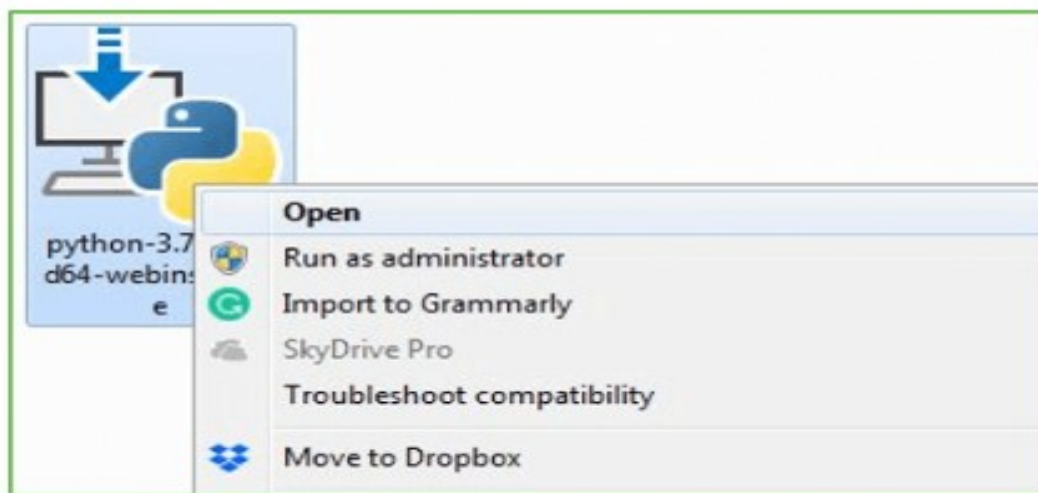 python-3.7
d64-webins
e
Open
Run as administrator
Import to Grammarly
SkyDrive Pro
Troubleshoot compatibility
Move to Dropbox